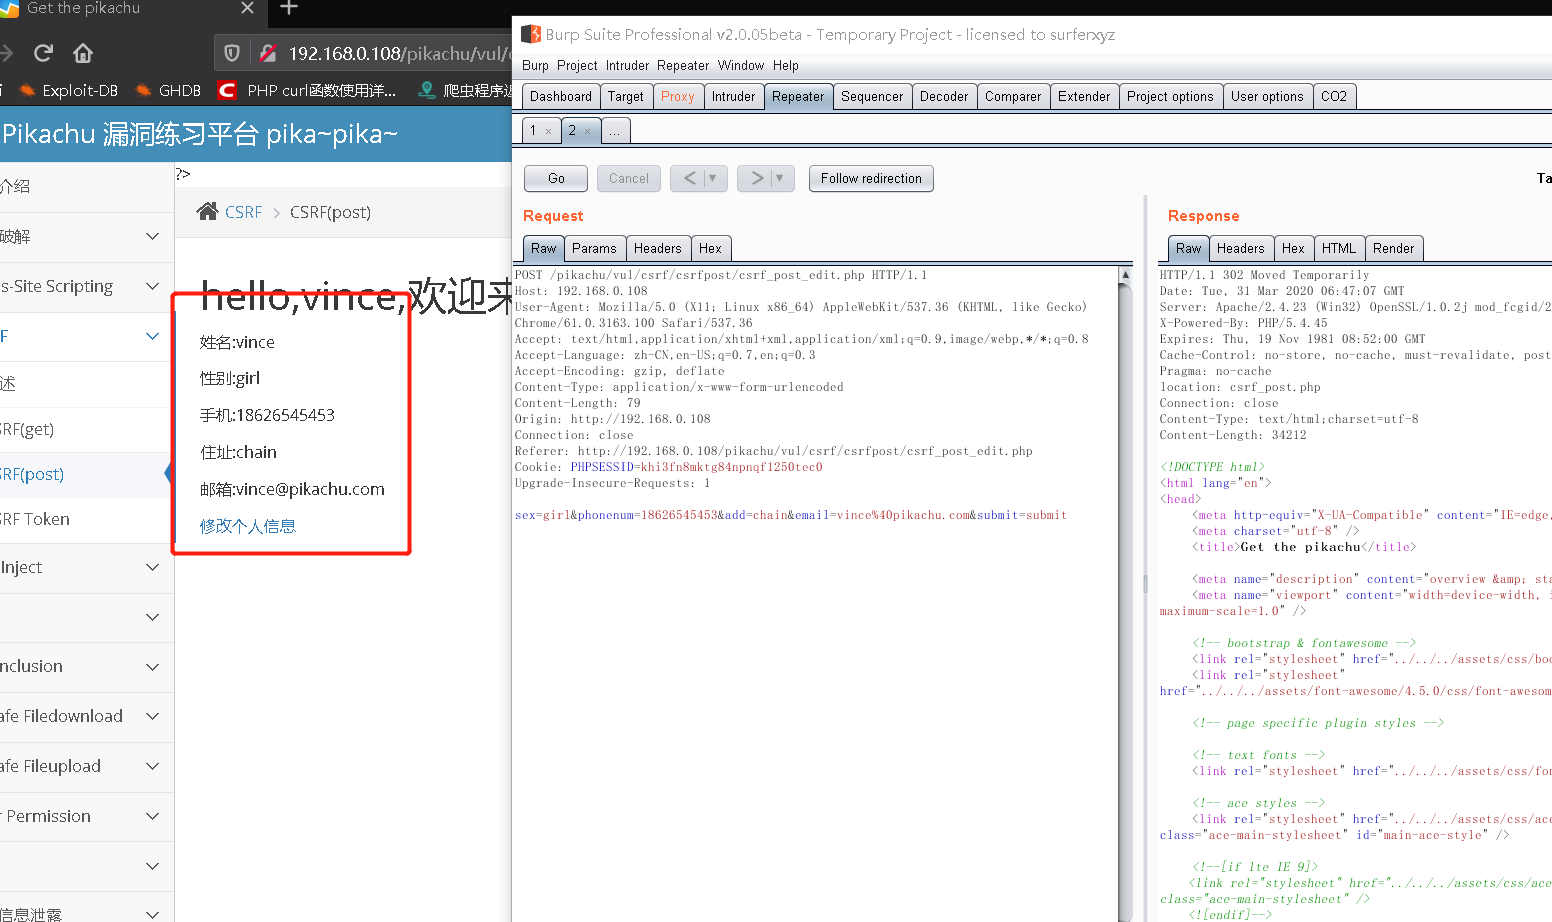 Get the pikachu
192.168.0.108/pikachu/vul/
Exploit-DB GHDB PHP curl函数使用详... 爬虫程序返
Pikachu 漏洞练习平台 pika~pika~
介绍
破解
s-Site Scripting
F
述
RF(get)
RF(post)
RF Token
Inject
nclusion
afe Filedownload
afe Fileupload
r Permission
信息泄露
?>
CSRF > CSRF(post)
hello,vince,欢迎来
姓名:vince
性别:girl
手机:18626545453
住址:chain
邮箱:vince@pikachu.com
修改个人信息
Burp Suite Professional v2.0.05beta - Temporary Project - licensed to surferxyz
Burp Project Intruder Repeater Window Help
Dashboard Target Proxy Intruder Repeater Sequencer Decoder Comparer Extender Project options User options CO2
1 × 2 × ...
Go Cancel < ▼ > ▼ Follow redirection Ta
Request
Raw Params Headers Hex
POST /pikachu/vul/csrf/csrfpost/csrf_post_edit.php HTTP/1.1
Host: 192.168.0.108
User-Agent: Mozilla/5.0 (X11; Linux x86_64) AppleWebKit/537.36 (KHTML, like Gecko)
Chrome/61.0.3163.100 Safari/537.36
Accept: text/html,application/xhtml+xml,application/xml;q=0.9,image/webp,*/*;q=0.8
Accept-Language: zh-CN,en-US;q=0.7,en;q=0.3
Accept-Encoding: gzip, deflate
Content-Type: application/x-www-form-urlencoded
Content-Length: 79
Origin: http://192.168.0.108
Connection: close
Referer: http://192.168.0.108/pikachu/vul/csrf/csrfpost/csrf_post_edit.php
Cookie: PHPSESSID=khi3fn8mktg84npnqf1250tec0
Upgrade-Insecure-Requests: 1
sex=girl&phonenum=18626545453&add=chain&email=vince%40pikachu.com&submit=submit
Response
Raw Headers Hex HTML Render
HTTP/1.1 302 Moved Temporarily
Date: Tue, 31 Mar 2020 06:47:07 GMT
Server: Apache/2.4.23 (Win32) OpenSSL/1.0.2j mod_fcgid/2
X-Powered-By: PHP/5.4.45
Expires: Thu, 19 Nov 1981 08:52:00 GMT
Cache-Control: no-store, no-cache, must-revalidate, post
Pragma: no-cache
location: csrf_post.php
Connection: close
Content-Type: text/html;charset=utf-8
Content-Length: 34212
<!DOCTYPE html>
<html lang="en">
<head>
<meta http-equiv="X-UA-Compatible" content="IE=edge,
<meta charset="utf-8" />
<title>Get the pikachu</title>
<meta name="description" content="overview &amp; sta
<meta name="viewport" content="width=device-width, i
maximum-scale=1.0" />
<!-- bootstrap & fontawesome -->
<link rel="stylesheet" href="../../../assets/css/boo
<link rel="stylesheet"
href="../../../assets/font-awesome/4.5.0/css/font-awesom
<!-- page specific plugin styles -->
<!-- text fonts -->
<link rel="stylesheet" href="../../../assets/css/fon
<!-- ace styles -->
<link rel="stylesheet" href="../../../assets/css/ace
class="ace-main-stylesheet" id="main-ace-style" />
<!--[if lte IE 9]>
<link rel="stylesheet" href="../../../assets/css/ace
class="ace-main-stylesheet" />
<![endif]-->